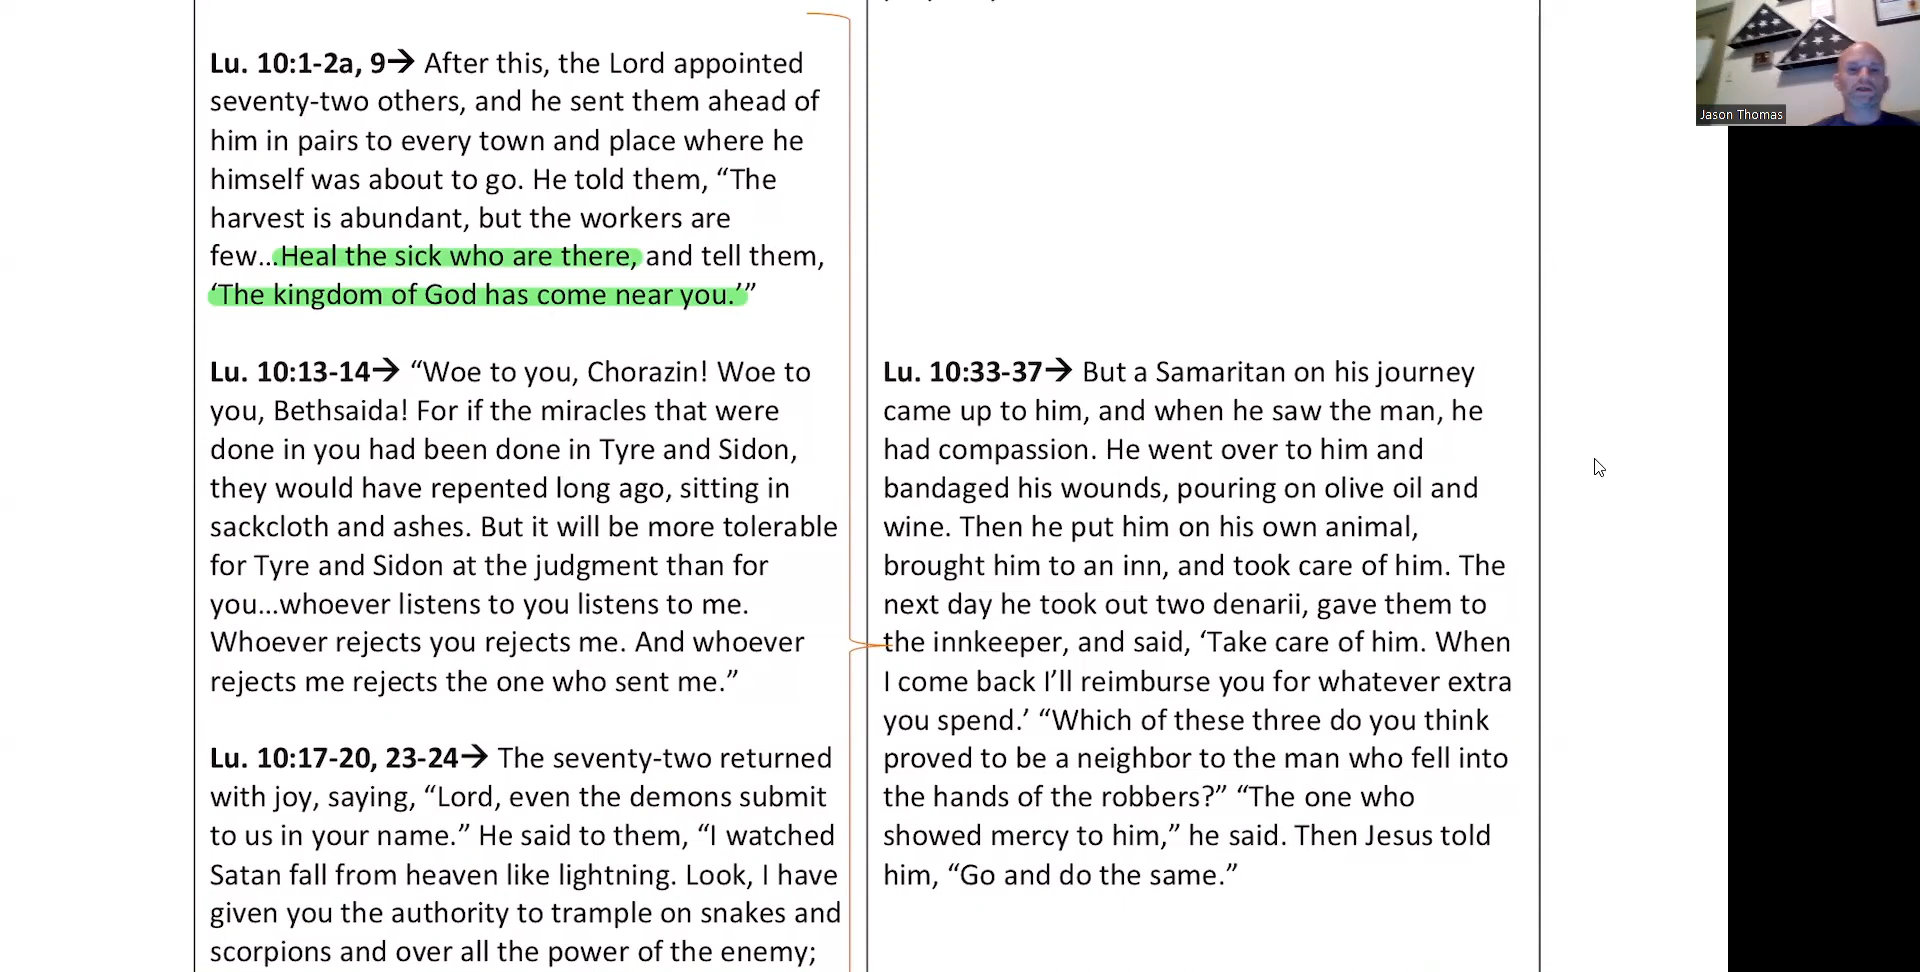 Lu. 10:1-2a, 9→ After this, the Lord appointed
seventy-two others, and he sent them ahead of
him in pairs to every town and place where he
himself was about to go. He told them, “The
harvest is abundant, but the workers are
few...Heal the sick who are there, and tell them,
‘The kingdom of God has come near you.’”
Lu. 10:13-14→ “Woe to you, Chorazin! Woe to
you, Bethsaida! For if the miracles that were
done in you had been done in Tyre and Sidon,
they would have repented long ago, sitting in
sackcloth and ashes. But it will be more tolerable
for Tyre and Sidon at the judgment than for
you...whoever listens to you listens to me.
Whoever rejects you rejects me. And whoever
rejects me rejects the one who sent me.”
Lu. 10:17-20, 23-24→ The seventy-two returned
with joy, saying, “Lord, even the demons submit
to us in your name.” He said to them, “I watched
Satan fall from heaven like lightning. Look, I have
given you the authority to trample on snakes and
scorpions and over all the power of the enemy;
Lu. 10:33-37→ But a Samaritan on his journey
came up to him, and when he saw the man, he
had compassion. He went over to him and
bandaged his wounds, pouring on olive oil and
wine. Then he put him on his own animal,
brought him to an inn, and took care of him. The
next day he took out two denarii, gave them to
the innkeeper, and said, ‘Take care of him. When
I come back I’ll reimburse you for whatever extra
you spend.’ “Which of these three do you think
proved to be a neighbor to the man who fell into
the hands of the robbers?” “The one who
showed mercy to him,” he said. Then Jesus told
him, “Go and do the same.”
Jason Thomas